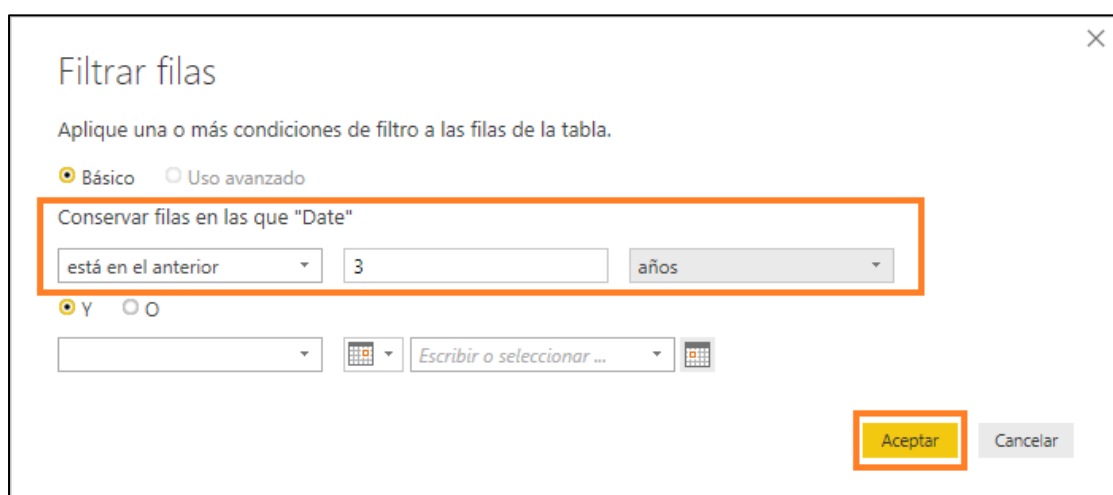 Filtrar filas
Aplique una o más condiciones de filtro a las filas de la tabla.
Básico Uso avanzado
Conservar filas en las que "Date"
está en el anterior 3 años
Y O
Escribir o seleccionar ...
Aceptar Cancelar